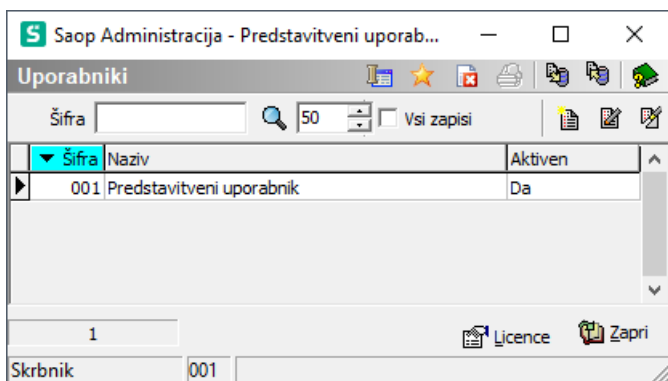 S Saop Administracija - Predstavitveni uporab...
Uporabniki
Šifra 50 Vsi zapisi
Šifra Naziv Aktiven
001 Predstavitveni uporabnik Da
1 Licence Zapri
Skrbnik 001